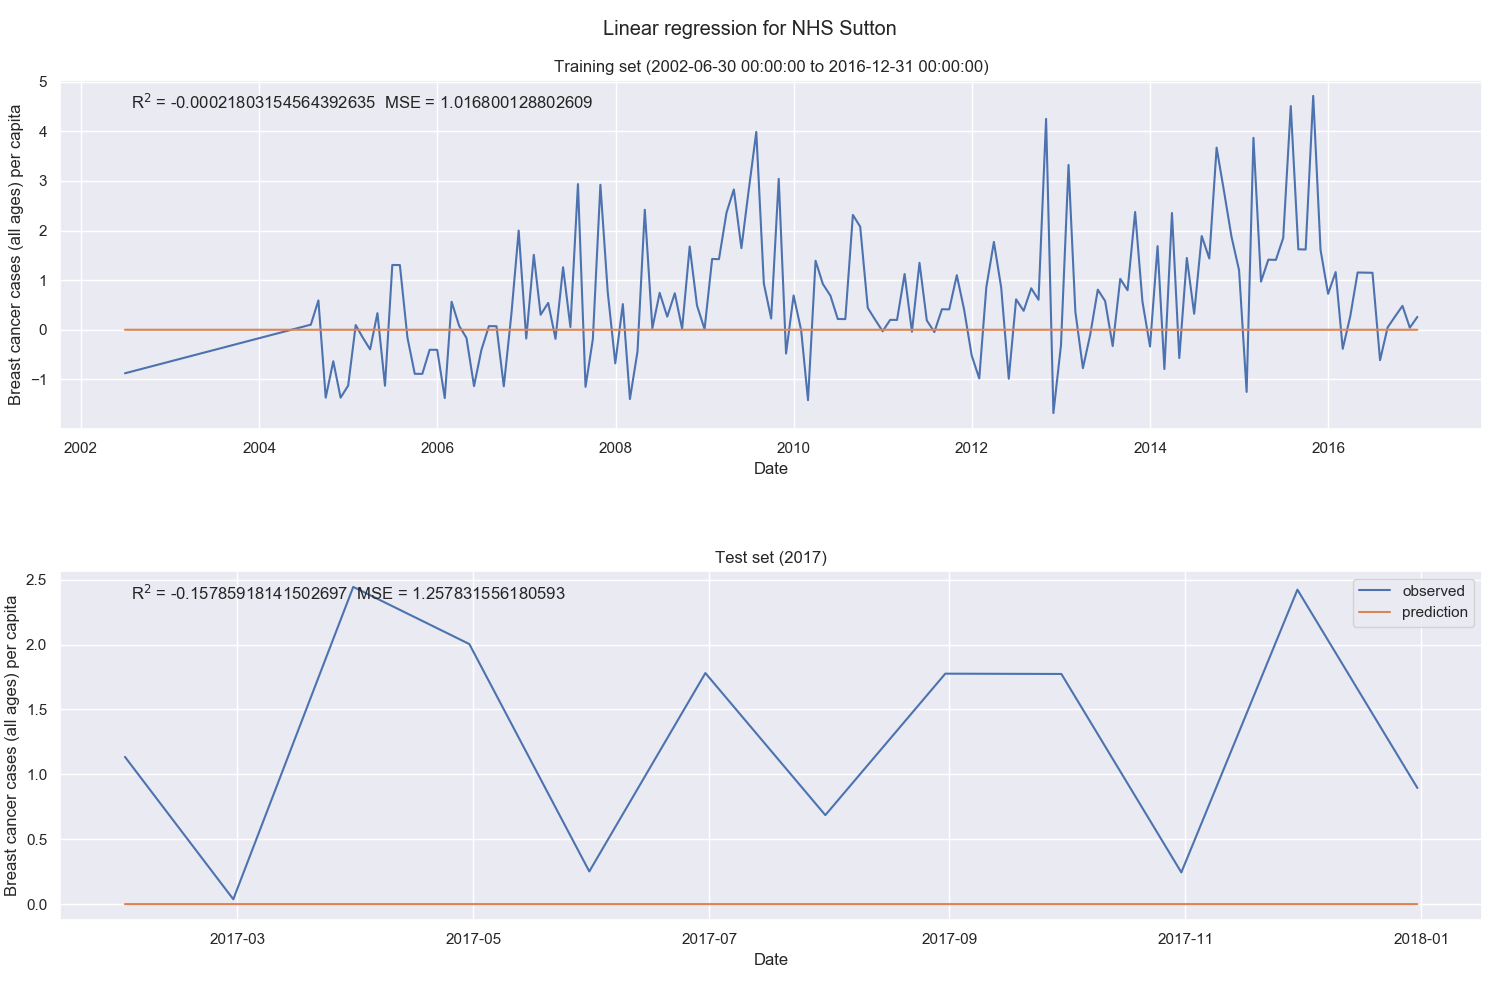 Linear regression for NHS Sutton
Training set (2002-06-30 00:00:00 to 2016-12-31 00:00:00)
R² = -0.00021803154564392635  MSE = 1.016800128802609
Breast cancer cases (all ages) per capita
5
4
3
2
1
0
−1
2002 2004 2006 2008 2010 2012 2014 2016
Date
Test set (2017)
R² = -0.15785918141502697  MSE = 1.257831556180593
observed
prediction
Breast cancer cases (all ages) per capita
2.5
2.0
1.5
1.0
0.5
0.0
2017-03 2017-05 2017-07 2017-09 2017-11 2018-01
Date